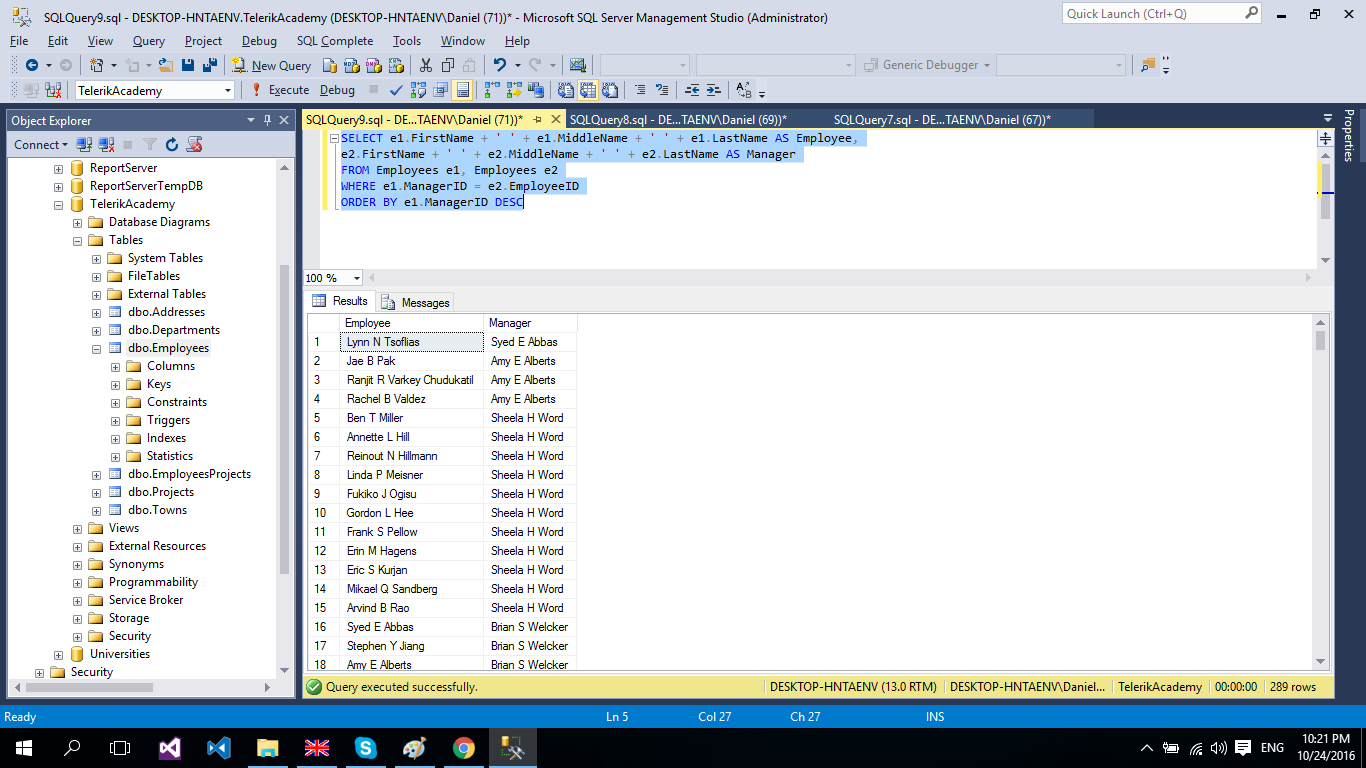 SQLQuery9.sql - DESKTOP-HNTAENV.TelerikAcademy (DESKTOP-HNTAENV\Daniel (71))* - Microsoft SQL Server Management Studio (Administrator)
Quick Launch (Ctrl+Q)
File Edit View Query Project Debug SQL Complete Tools Window Help
New Query
Generic Debugger
TelerikAcademy
Execute Debug
Object Explorer
Connect
ReportServer
ReportServerTempDB
TelerikAcademy
Database Diagrams
Tables
System Tables
FileTables
External Tables
dbo.Addresses
dbo.Departments
dbo.Employees
Columns
Keys
Constraints
Triggers
Indexes
Statistics
dbo.EmployeesProjects
dbo.Projects
dbo.Towns
Views
External Resources
Synonyms
Programmability
Service Broker
Storage
Security
Universities
Security
SQLQuery9.sql - DE...TAENV\Daniel (71))* SQLQuery8.sql - DE...TAENV\Daniel (69))* SQLQuery7.sql - DE...TAENV\Daniel (67))*
SELECT e1.FirstName + ' ' + e1.MiddleName + ' ' + e1.LastName AS Employee,
e2.FirstName + ' ' + e2.MiddleName + ' ' + e2.LastName AS Manager
FROM Employees e1, Employees e2
WHERE e1.ManagerID = e2.EmployeeID
ORDER BY e1.ManagerID DESC
100 %
Results Messages
Employee Manager
1 Lynn N Tsoflias Syed E Abbas
2 Jae B Pak Amy E Alberts
3 Ranjit R Varkey Chudukatil Amy E Alberts
4 Rachel B Valdez Amy E Alberts
5 Ben T Miller Sheela H Word
6 Annette L Hill Sheela H Word
7 Reinout N Hillmann Sheela H Word
8 Linda P Meisner Sheela H Word
9 Fukiko J Ogisu Sheela H Word
10 Gordon L Hee Sheela H Word
11 Frank S Pellow Sheela H Word
12 Erin M Hagens Sheela H Word
13 Eric S Kurjan Sheela H Word
14 Mikael Q Sandberg Sheela H Word
15 Arvind B Rao Sheela H Word
16 Syed E Abbas Brian S Welcker
17 Stephen Y Jiang Brian S Welcker
18 Amy E Alberts Brian S Welcker
Properties
Query executed successfully. DESKTOP-HNTAENV (13.0 RTM) DESKTOP-HNTAENV\Daniel... TelerikAcademy 00:00:00 289 rows
Ready Ln 5 Col 27 Ch 27 INS
ENG
10:21 PM
10/24/2016